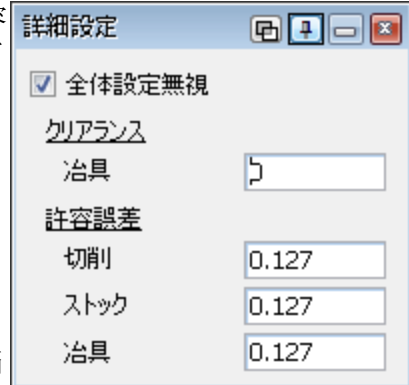 詳細設定
全体設定無視
クリアランス
冶具
許容誤差
切削 0.127
ストック 0.127
冶具 0.127